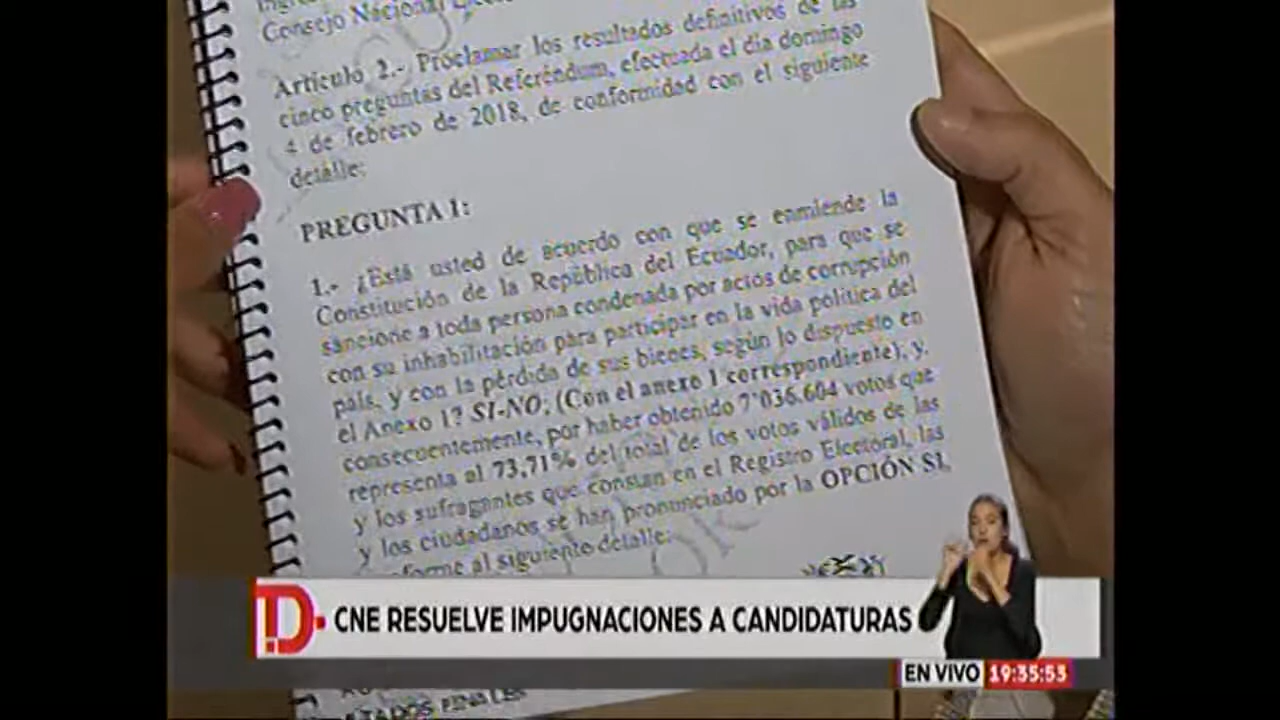 Consejo Nacional
Artículo 2.- Proclamar los resultados definitivos de las
cinco preguntas del Referéndum, efectuada el día domingo
4 de febrero de 2018, de conformidad con el siguiente
detalle:
PREGUNTA 1:
1.- ¿Está usted de acuerdo con que se enmiende la
Constitución de la República del Ecuador, para que se
sancione a toda persona condenada por actos de corrupción
con su inhabilitación para participar en la vida política del
país, y con la pérdida de sus bienes, según lo dispuesto en
el Anexo 1? SI-NO; (Con el anexo 1 correspondiente); y,
consecuentemente, por haber obtenido 7'036.604 votos que
representa al 73,71% del total de los votos válidos de las
y los sufragantes que constan en el Registro Electoral, las
y los ciudadanos se han pronunciado por la OPCIÓN SI,
al siguiente detalle:
D
CNE RESUELVE IMPUGNACIONES A CANDIDATURAS
EN VIVO 19:35:53